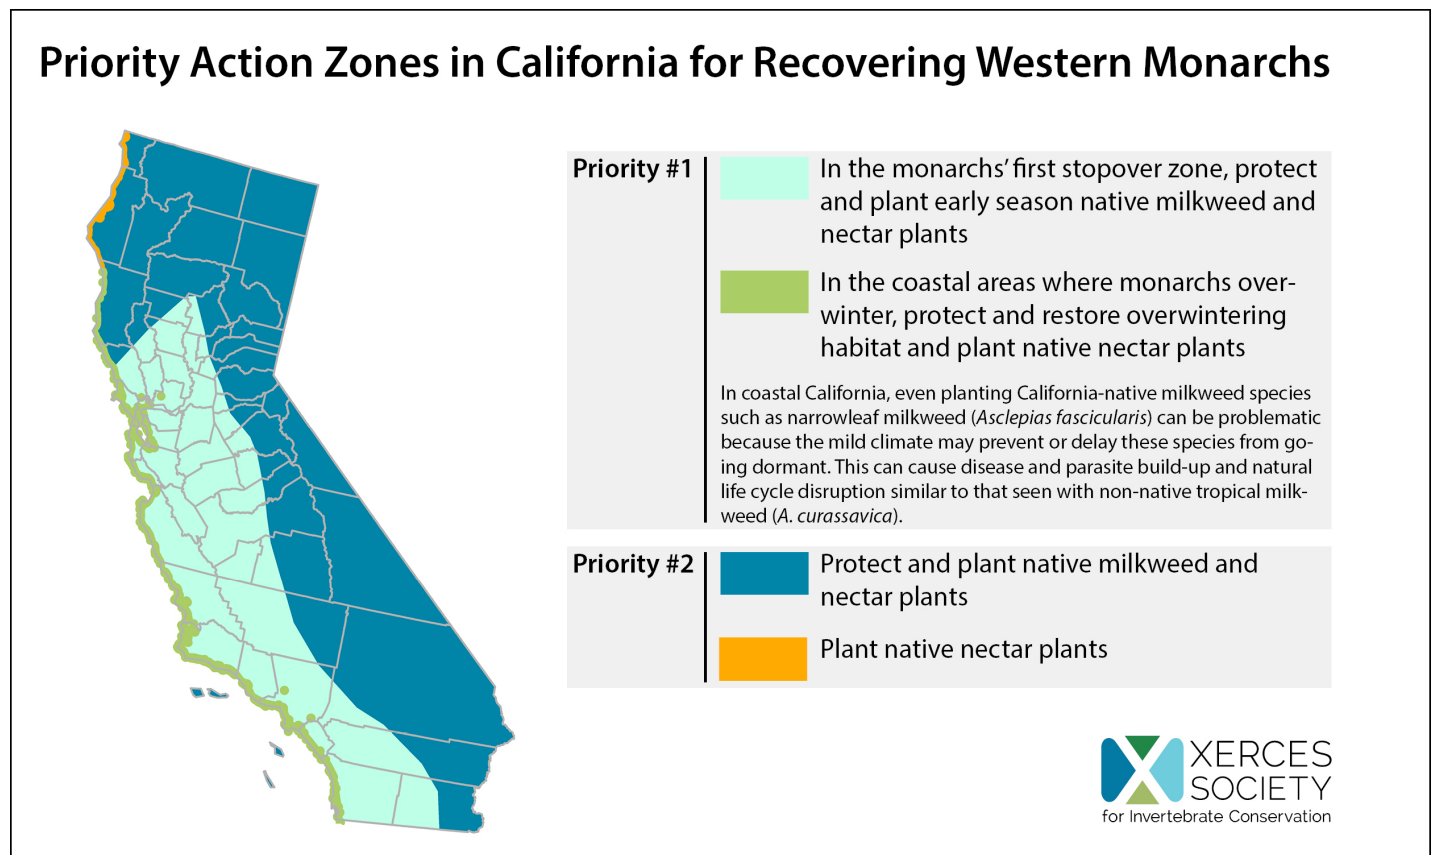 Priority Action Zones in California for Recovering Western Monarchs
Priority #1
In the monarchs’ first stopover zone, protect
and plant early season native milkweed and
nectar plants
In the coastal areas where monarchs over-
winter, protect and restore overwintering
habitat and plant native nectar plants
In coastal California, even planting California-native milkweed species
such as narrowleaf milkweed (Asclepias fascicularis) can be problematic
because the mild climate may prevent or delay these species from go-
ing dormant. This can cause disease and parasite build-up and natural
life cycle disruption similar to that seen with non-native tropical milk-
weed (A. curassavica).
Priority #2
Protect and plant native milkweed and
nectar plants
Plant native nectar plants
XERCES
SOCIETY
for Invertebrate Conservation